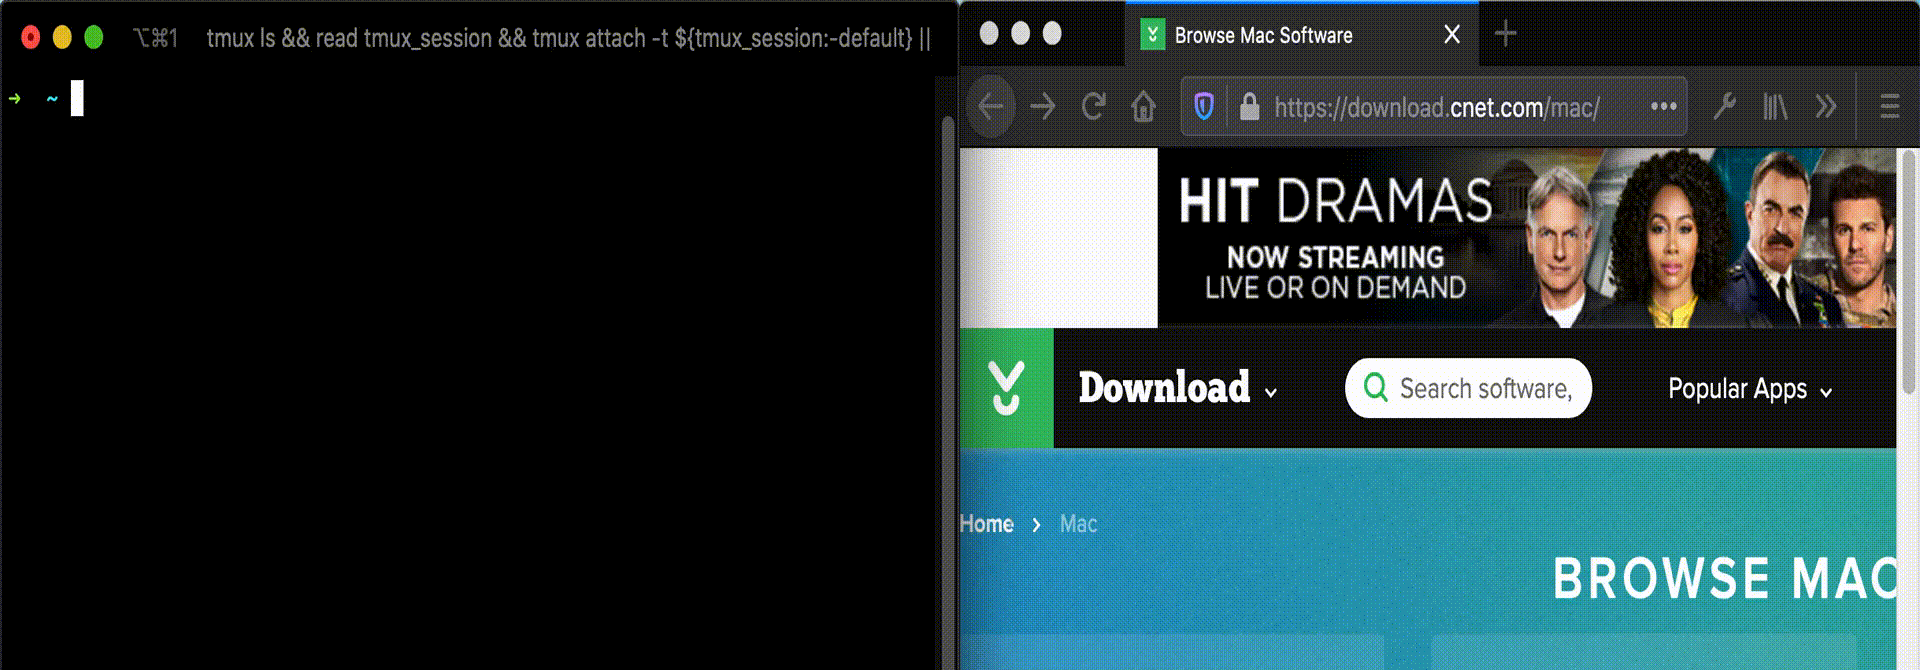 ⌥⌘1 tmux ls && read tmux_session && tmux attach -t ${tmux_session:-default} ||
➜ ~
Browse Mac Software
https://download.cnet.com/mac/
HIT DRAMAS
NOW STREAMING
LIVE OR ON DEMAND
Download
Search software,
Popular Apps
Home > Mac
BROWSE MAC